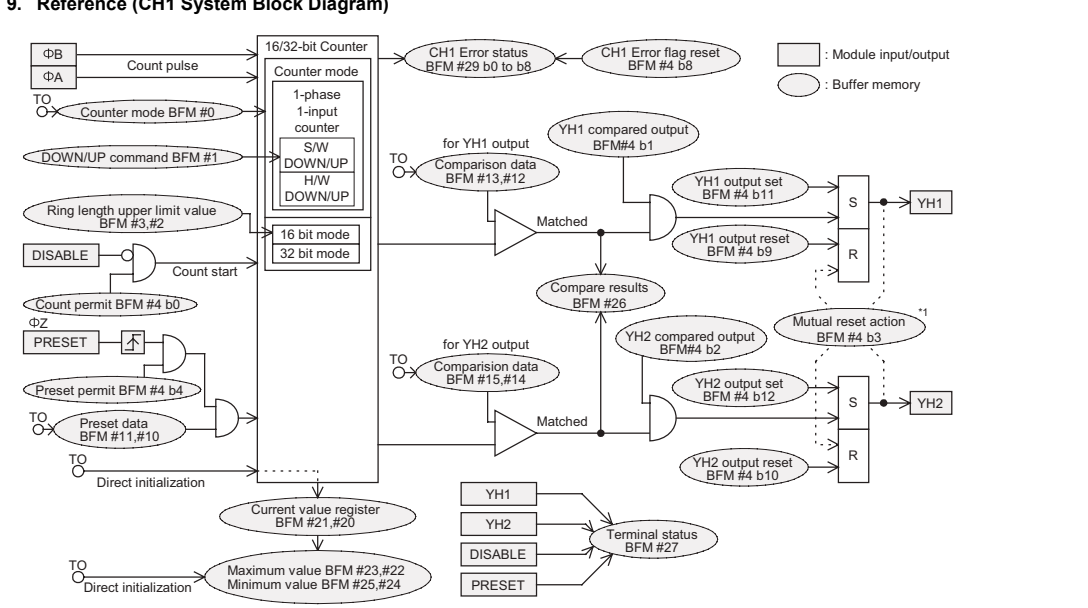 9. Reference (CH1 System Block Diagram)
ΦB
ΦA
Count pulse
TO
Counter mode BFM #0
DOWN/UP command BFM #1
Ring length upper limit value
BFM #3,#2
DISABLE
Count start
Count permit BFM #4 b0
ΦZ
PRESET
Preset permit BFM #4 b4
TO
Preset data
BFM #11,#10
TO
Direct initialization
16/32-bit Counter
Counter mode
1-phase
1-input
counter
S/W
DOWN/UP
H/W
DOWN/UP
16 bit mode
32 bit mode
Current value register
BFM #21,#20
TO
Direct initialization
Maximum value BFM #23,#22
Minimum value BFM #25,#24
CH1 Error status
BFM #29 b0 to b8
CH1 Error flag reset
BFM #4 b8
: Module input/output
: Buffer memory
for YH1 output
TO
Comparison data
BFM #13,#12
YH1 compared output
BFM#4 b1
Matched
YH1 output set
BFM #4 b11
YH1 output reset
BFM #4 b9
S
R
YH1
Compare results
BFM #26
Mutual reset action
BFM #4 b3
*1
for YH2 output
TO
Comparision data
BFM #15,#14
YH2 compared output
BFM#4 b2
Matched
YH2 output set
BFM #4 b12
YH2 output reset
BFM #4 b10
S
R
YH2
YH1
YH2
DISABLE
PRESET
Terminal status
BFM #27